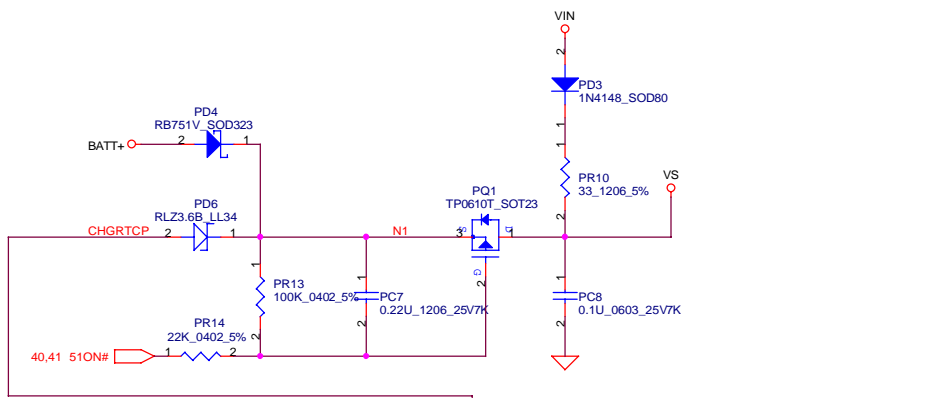 VIN
2
PD3
1N4148_SOD80
1
PD4
RB751V_SOD323
BATT+
2
1
1
PR10
33_1206_5%
2
VS
PD6
RLZ3.6B_LL34
CHGRTCP
2
1
N1
PQ1
TP0610T_SOT23
3
S
D
1
G
2
1
PR13
100K_0402_5%
2
1
PC7
0.22U_1206_25V7K
2
1
PC8
0.1U_0603_25V7K
2
PR14
22K_0402_5%
40,41 51ON#
1
2